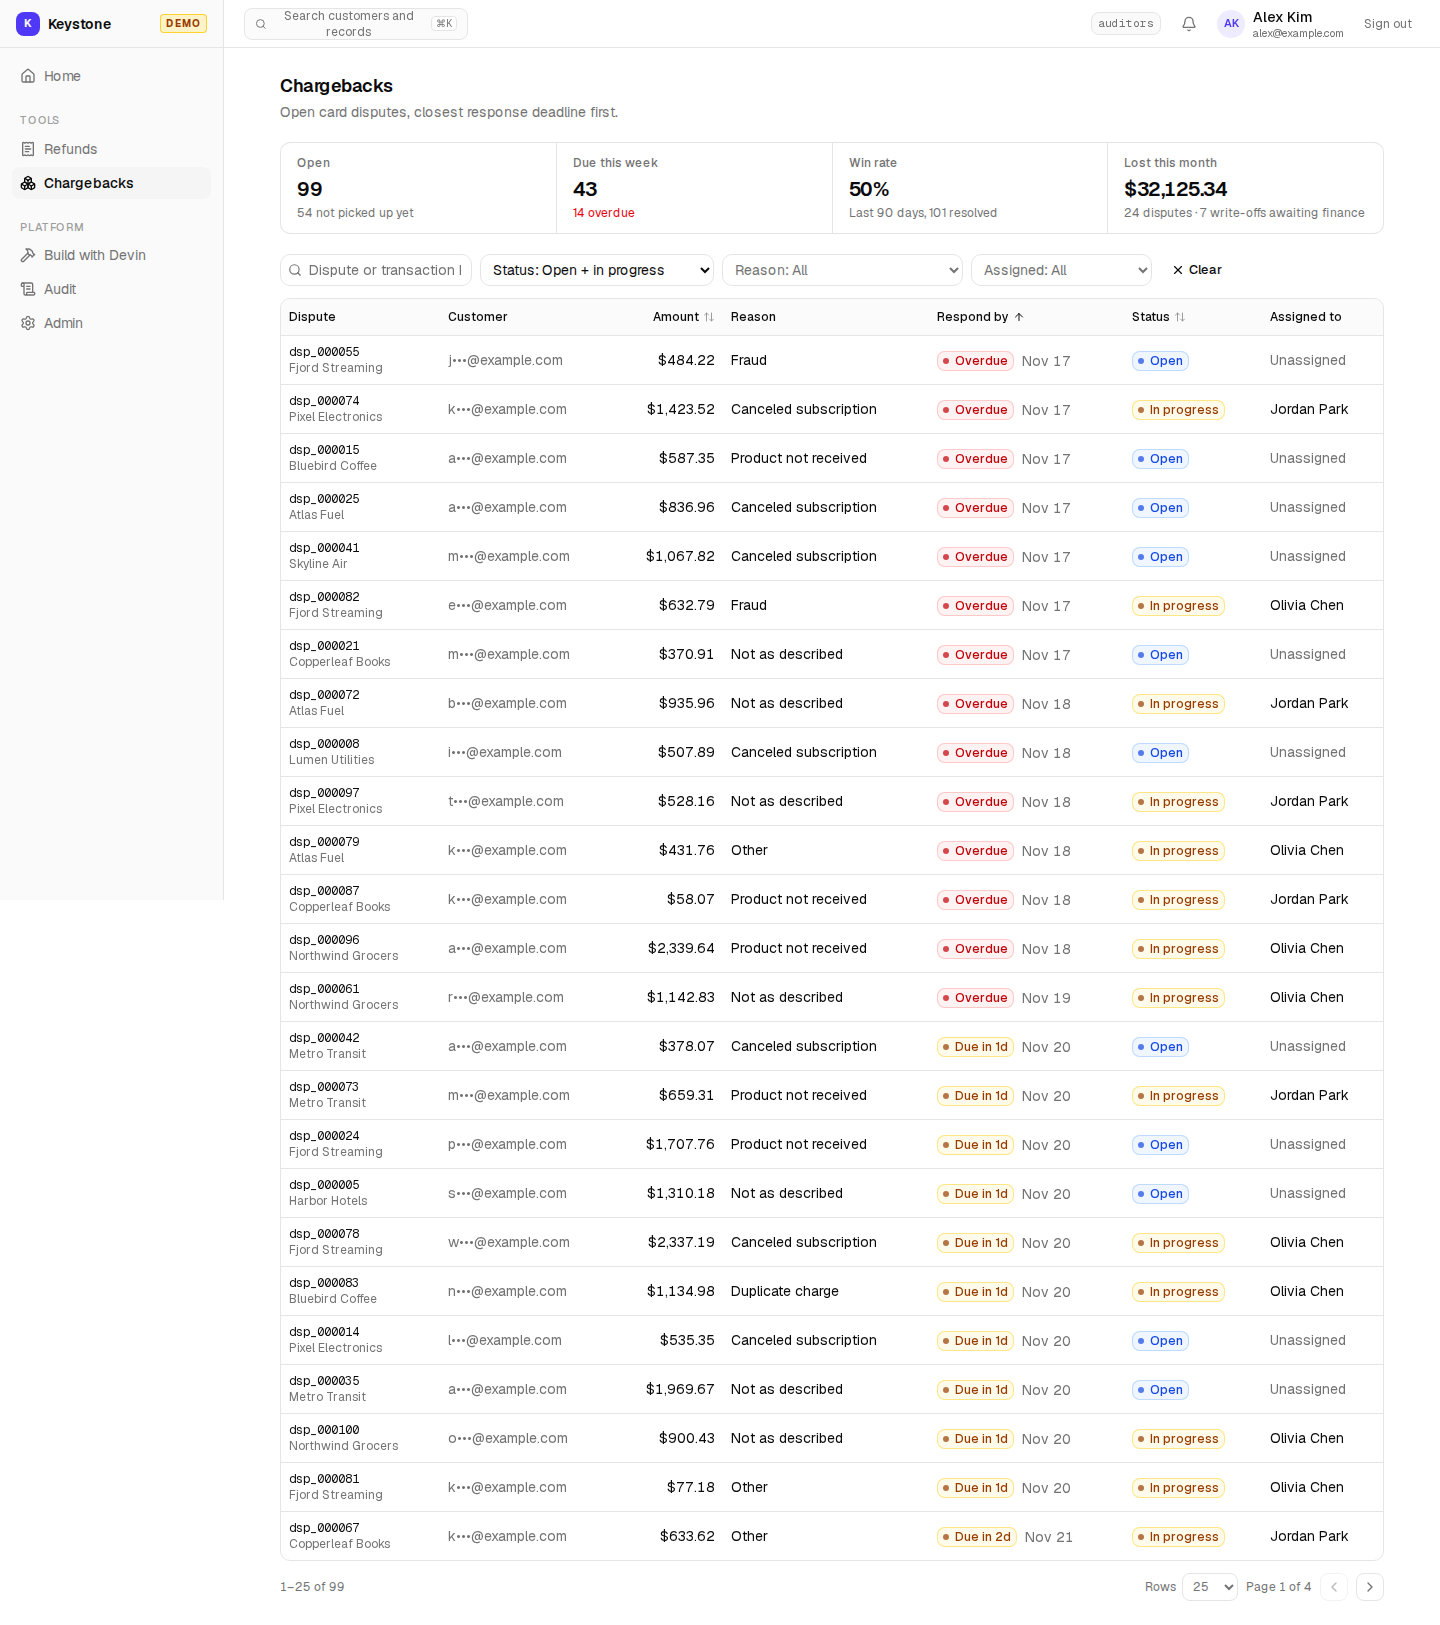 K Keystone DEMO
Search customers and records ⌘K
auditors
AK Alex Kim
alex@example.com
Sign out
Home
TOOLS
Refunds
Chargebacks
PLATFORM
Build with Devin
Audit
Admin
Chargebacks
Open card disputes, closest response deadline first.
Open
99
54 not picked up yet
Due this week
43
14 overdue
Win rate
50%
Last 90 days, 101 resolved
Lost this month
$32,125.34
24 disputes · 7 write-offs awaiting finance
Dispute or transaction I
Status: Open + in progress
Reason: All
Assigned: All
Clear
Dispute Customer Amount Reason Respond by Status Assigned to
dsp_000055 j•••@example.com $484.22 Fraud Overdue Nov 17 Open Unassigned
Fjord Streaming
dsp_000074 k•••@example.com $1,423.52 Canceled subscription Overdue Nov 17 In progress Jordan Park
Pixel Electronics
dsp_000015 a•••@example.com $587.35 Product not received Overdue Nov 17 Open Unassigned
Bluebird Coffee
dsp_000025 a•••@example.com $836.96 Canceled subscription Overdue Nov 17 Open Unassigned
Atlas Fuel
dsp_000041 m•••@example.com $1,067.82 Canceled subscription Overdue Nov 17 Open Unassigned
Skyline Air
dsp_000082 e•••@example.com $632.79 Fraud Overdue Nov 17 In progress Olivia Chen
Fjord Streaming
dsp_000021 m•••@example.com $370.91 Not as described Overdue Nov 17 Open Unassigned
Copperleaf Books
dsp_000072 b•••@example.com $935.96 Not as described Overdue Nov 18 In progress Jordan Park
Atlas Fuel
dsp_000008 i•••@example.com $507.89 Canceled subscription Overdue Nov 18 Open Unassigned
Lumen Utilities
dsp_000097 t•••@example.com $528.16 Not as described Overdue Nov 18 In progress Jordan Park
Pixel Electronics
dsp_000079 k•••@example.com $431.76 Other Overdue Nov 18 In progress Olivia Chen
Atlas Fuel
dsp_000087 k•••@example.com $58.07 Product not received Overdue Nov 18 In progress Jordan Park
Copperleaf Books
dsp_000096 a•••@example.com $2,339.64 Product not received Overdue Nov 18 In progress Olivia Chen
Northwind Grocers
dsp_000061 r•••@example.com $1,142.83 Not as described Overdue Nov 19 In progress Olivia Chen
Northwind Grocers
dsp_000042 a•••@example.com $378.07 Canceled subscription Due in 1d Nov 20 Open Unassigned
Metro Transit
dsp_000073 m•••@example.com $659.31 Product not received Due in 1d Nov 20 In progress Jordan Park
Metro Transit
dsp_000024 p•••@example.com $1,707.76 Product not received Due in 1d Nov 20 Open Unassigned
Fjord Streaming
dsp_000005 s•••@example.com $1,310.18 Not as described Due in 1d Nov 20 Open Unassigned
Harbor Hotels
dsp_000078 w•••@example.com $2,337.19 Canceled subscription Due in 1d Nov 20 In progress Olivia Chen
Fjord Streaming
dsp_000083 n•••@example.com $1,134.98 Duplicate charge Due in 1d Nov 20 In progress Olivia Chen
Bluebird Coffee
dsp_000014 l•••@example.com $535.35 Canceled subscription Due in 1d Nov 20 Open Unassigned
Pixel Electronics
dsp_000035 a•••@example.com $1,969.67 Not as described Due in 1d Nov 20 Open Unassigned
Metro Transit
dsp_000100 o•••@example.com $900.43 Not as described Due in 1d Nov 20 In progress Olivia Chen
Northwind Grocers
dsp_000081 k•••@example.com $77.18 Other Due in 1d Nov 20 In progress Olivia Chen
Fjord Streaming
dsp_000067 k•••@example.com $633.62 Other Due in 2d Nov 21 In progress Jordan Park
Copperleaf Books
1–25 of 99
Rows 25 Page 1 of 4